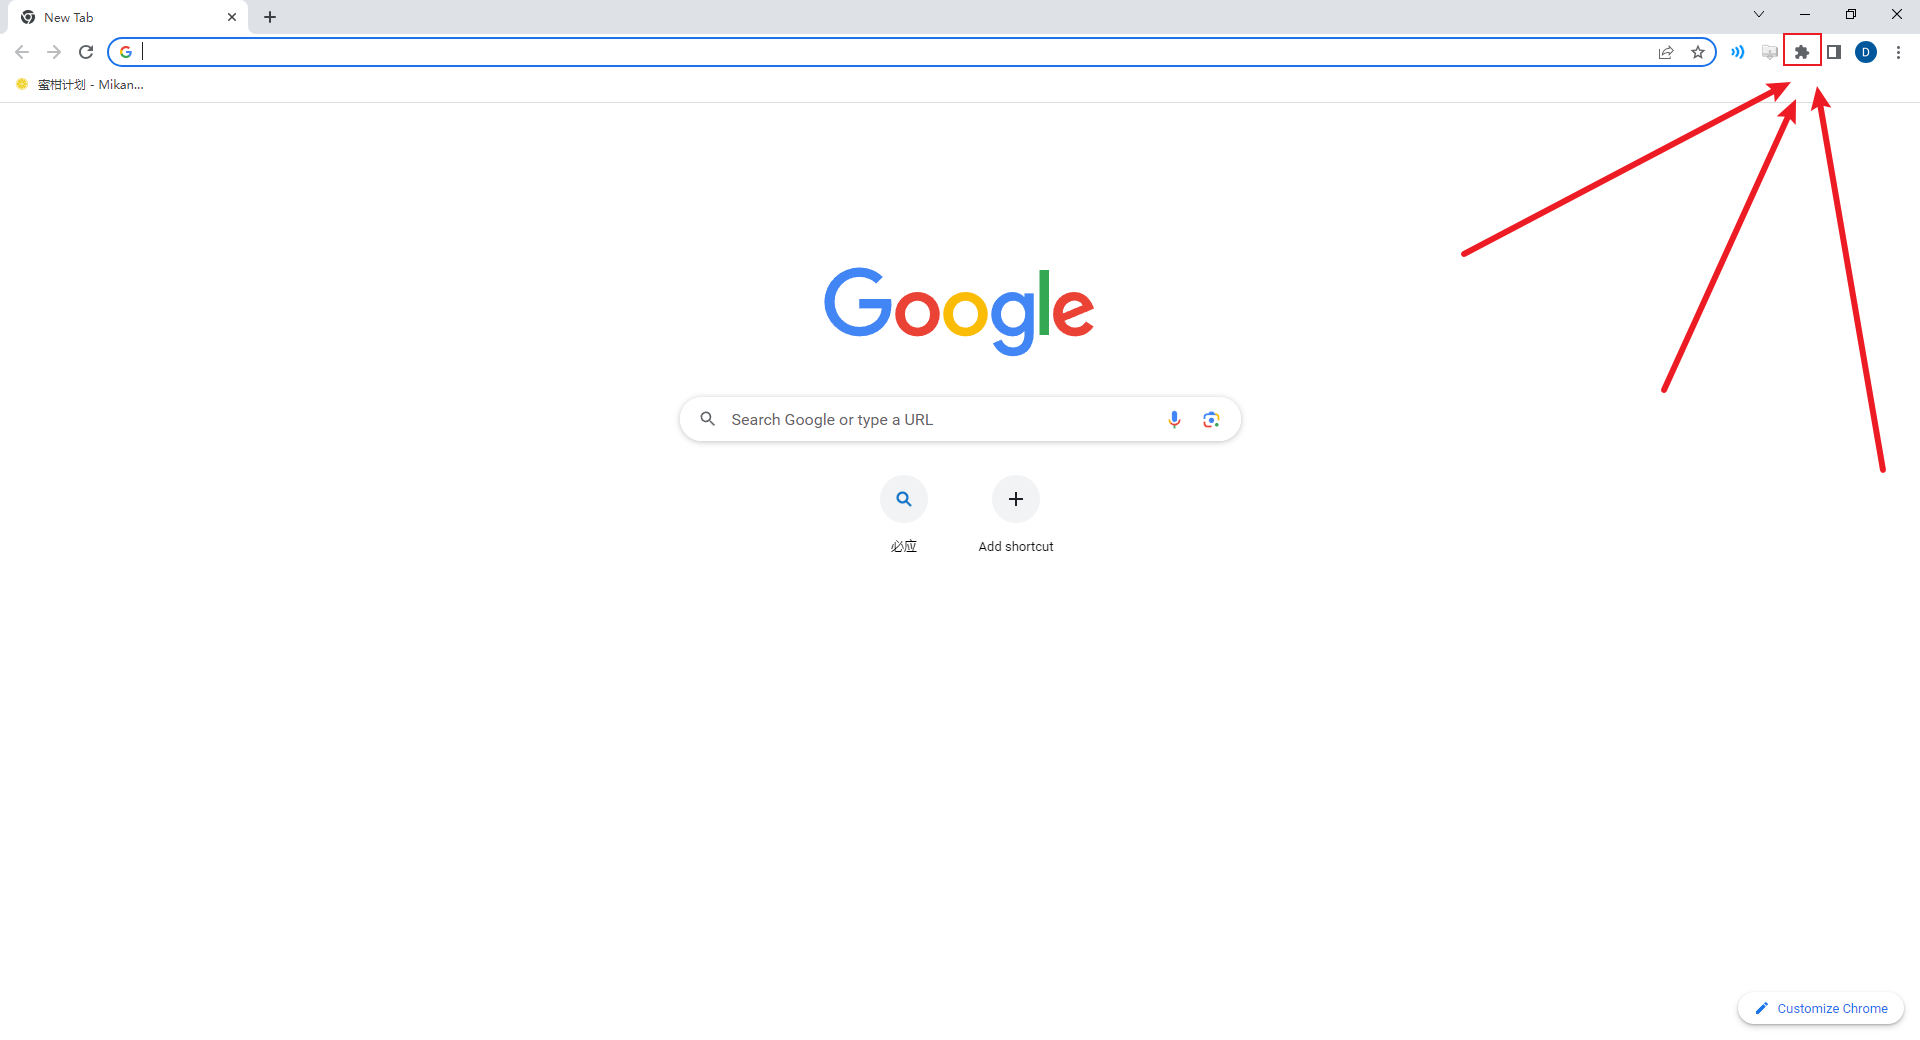 New Tab
D
蜜柑计划 - Mikan...
Google
Search Google or type a URL
必应
Add shortcut
Customize Chrome